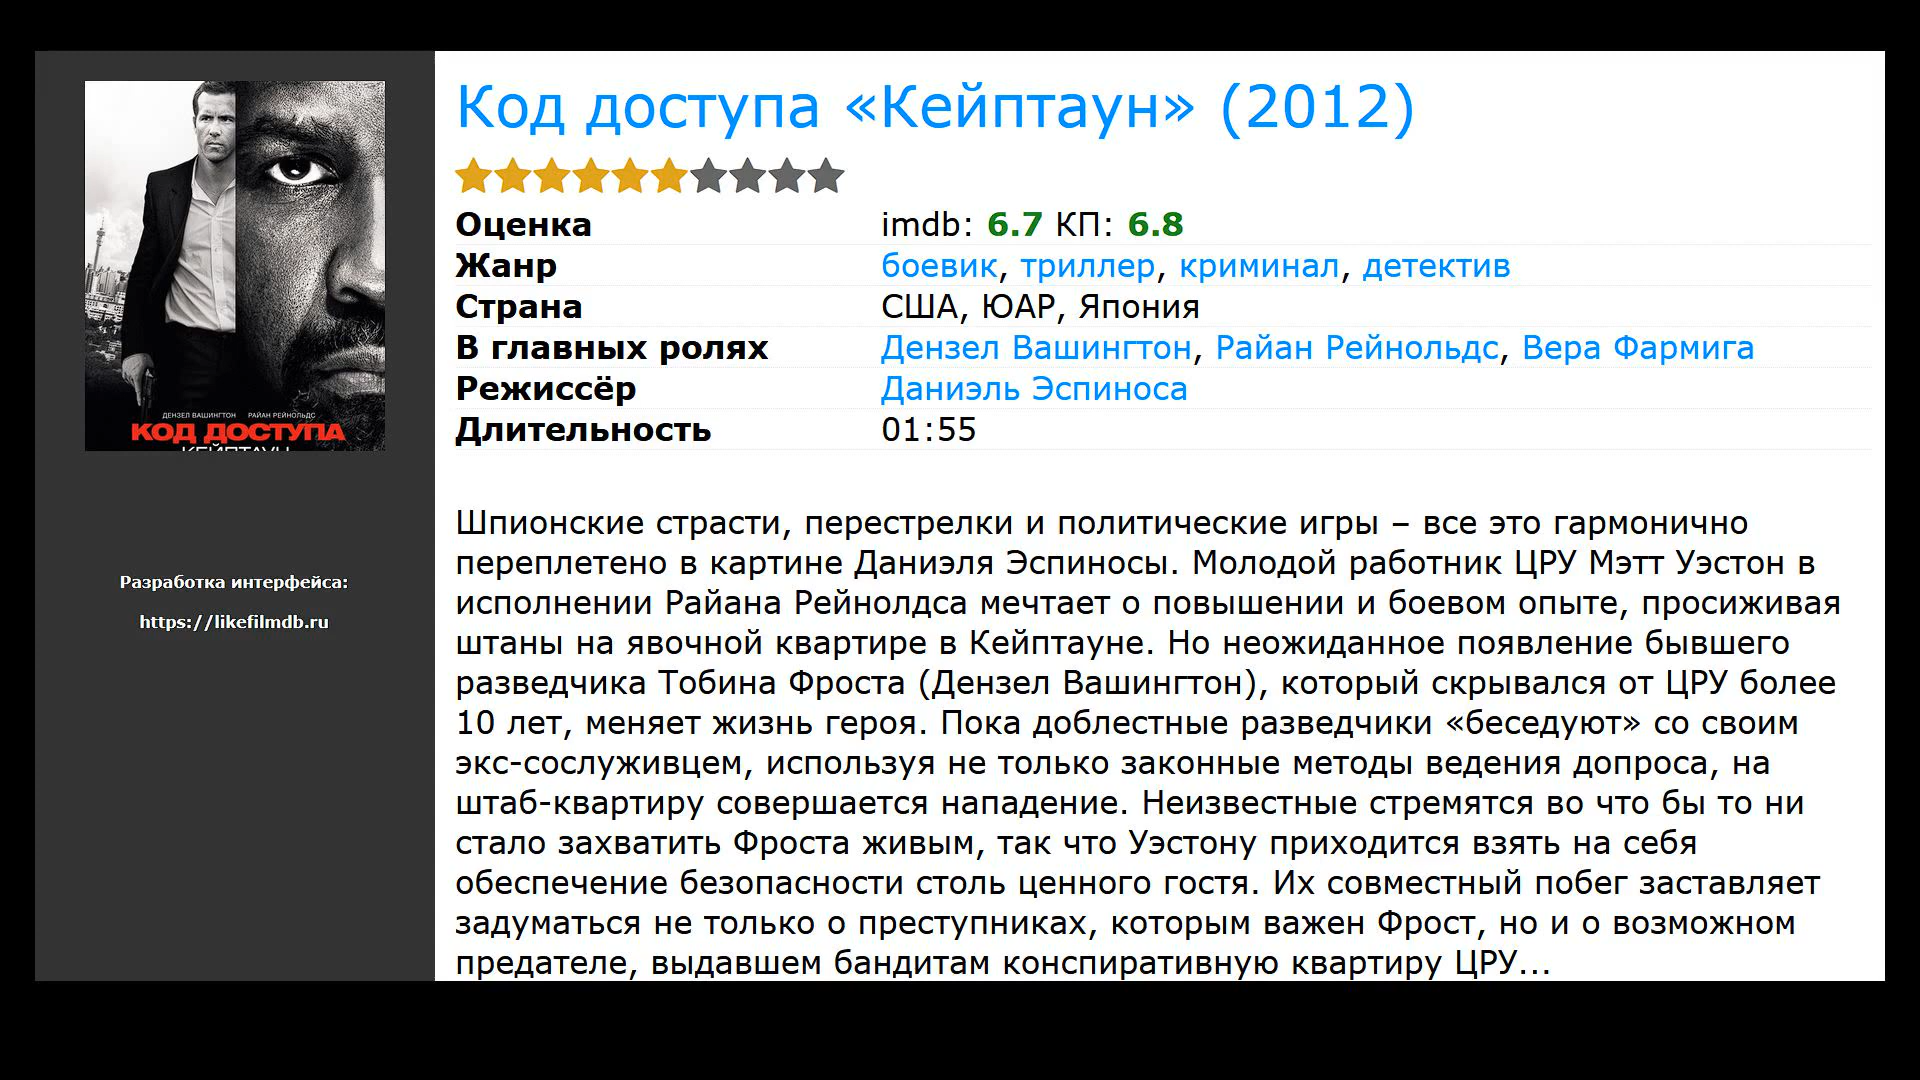 Код доступа «Кейптаун» (2012)
Оценка imdb: 6.7 КП: 6.8
Жанр боевик, триллер, криминал, детектив
Страна США, ЮАР, Япония
В главных ролях Дензел Вашингтон, Райан Рейнольдс, Вера Фармига
Режиссёр Даниэль Эспиноса
Длительность 01:55
ДЕНЗЕЛ ВАШИНГТОН РАЙАН РЕЙНОЛЬДС
КОД ДОСТУПА
КЕЙПТАУН
Разработка интерфейса:
https://likefilmdb.ru
Шпионские страсти, перестрелки и политические игры – все это гармонично
переплетено в картине Даниэля Эспиносы. Молодой работник ЦРУ Мэтт Уэстон в
исполнении Райана Рейнолдса мечтает о повышении и боевом опыте, просиживая
штаны на явочной квартире в Кейптауне. Но неожиданное появление бывшего
разведчика Тобина Фроста (Дензел Вашингтон), который скрывался от ЦРУ более
10 лет, меняет жизнь героя. Пока доблестные разведчики «беседуют» со своим
экс-сослуживцем, используя не только законные методы ведения допроса, на
штаб-квартиру совершается нападение. Неизвестные стремятся во что бы то ни
стало захватить Фроста живым, так что Уэстону приходится взять на себя
обеспечение безопасности столь ценного гостя. Их совместный побег заставляет
задуматься не только о преступниках, которым важен Фрост, но и о возможном
предателе, выдавшем бандитам конспиративную квартиру ЦРУ...